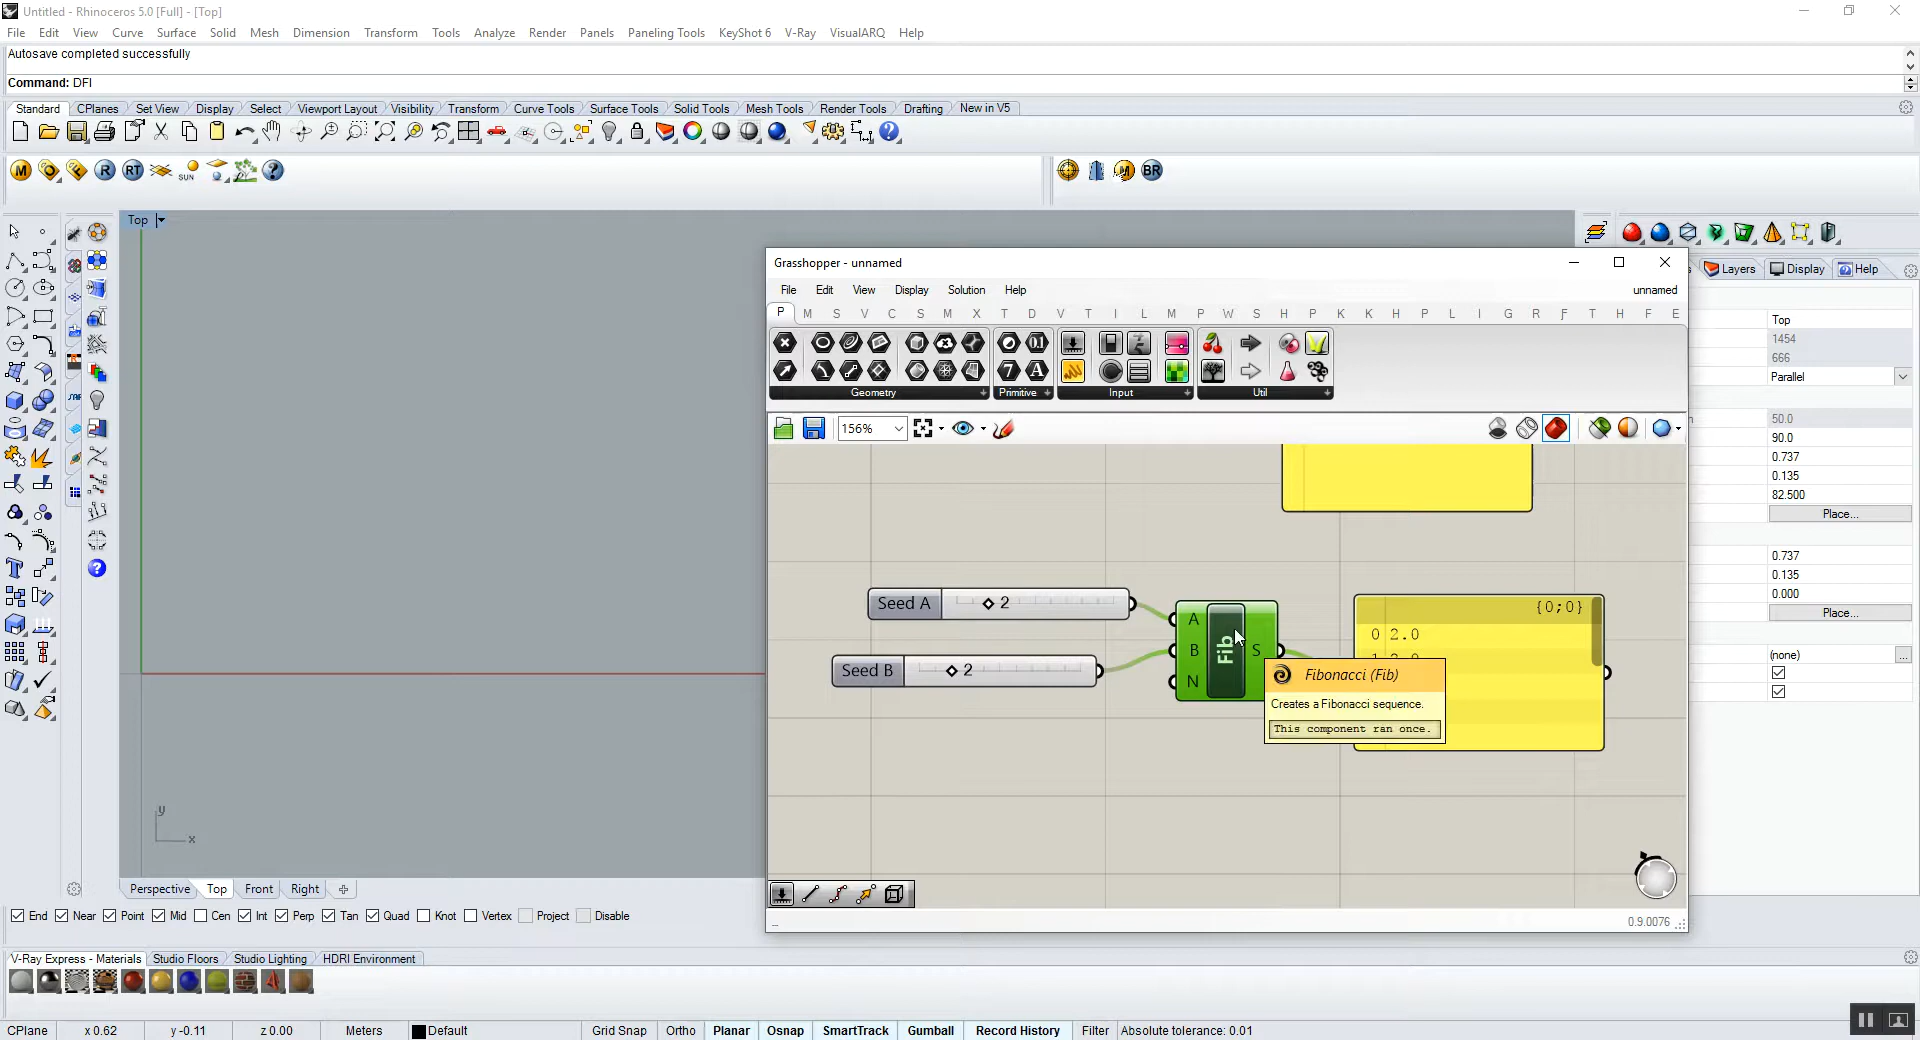 Untitled - Rhinoceros 5.0 [Full] - [Top]
File Edit View Curve Surface Solid Mesh Dimension Transform Tools Analyze Render Panels Paneling Tools KeyShot 6 V-Ray VisualARQ Help
Autosave completed successfully
Command: DFI
Standard CPlanes Set View Display Select Viewport Layout Visibility Transform Curve Tools Surface Tools Solid Tools Mesh Tools Render Tools Drafting New in V5
M R RT SUN ? M BR
Top
Layers Display Help
Grasshopper - unnamed
File Edit View Display Solution Help
unnamed
P M S V C S M X T D V T I L M P W S H P K K H P L I G R F T H F E
Geometry Primitive Input Util
156%
Top
1454
666
Parallel
50.0
90.0
0.737
0.135
82.500
Place...
0.737
0.135
0.000
Place...
(none) ...
Seed A 2
Seed B 2
A
B
N
Fib
S
{0;0}
0 2.0
Fibonacci (Fib)
Creates a Fibonacci sequence.
This component ran once.
0.9.0076
y
x
Perspective Top Front Right
End Near Point Mid Cen Int Perp Tan Quad Knot Vertex Project Disable
V-Ray Express - Materials Studio Floors Studio Lighting HDRI Environment
CPlane x 0.62 y -0.11 z 0.00 Meters Default Grid Snap Ortho Planar Osnap SmartTrack Gumball Record History Filter Absolute tolerance: 0.01